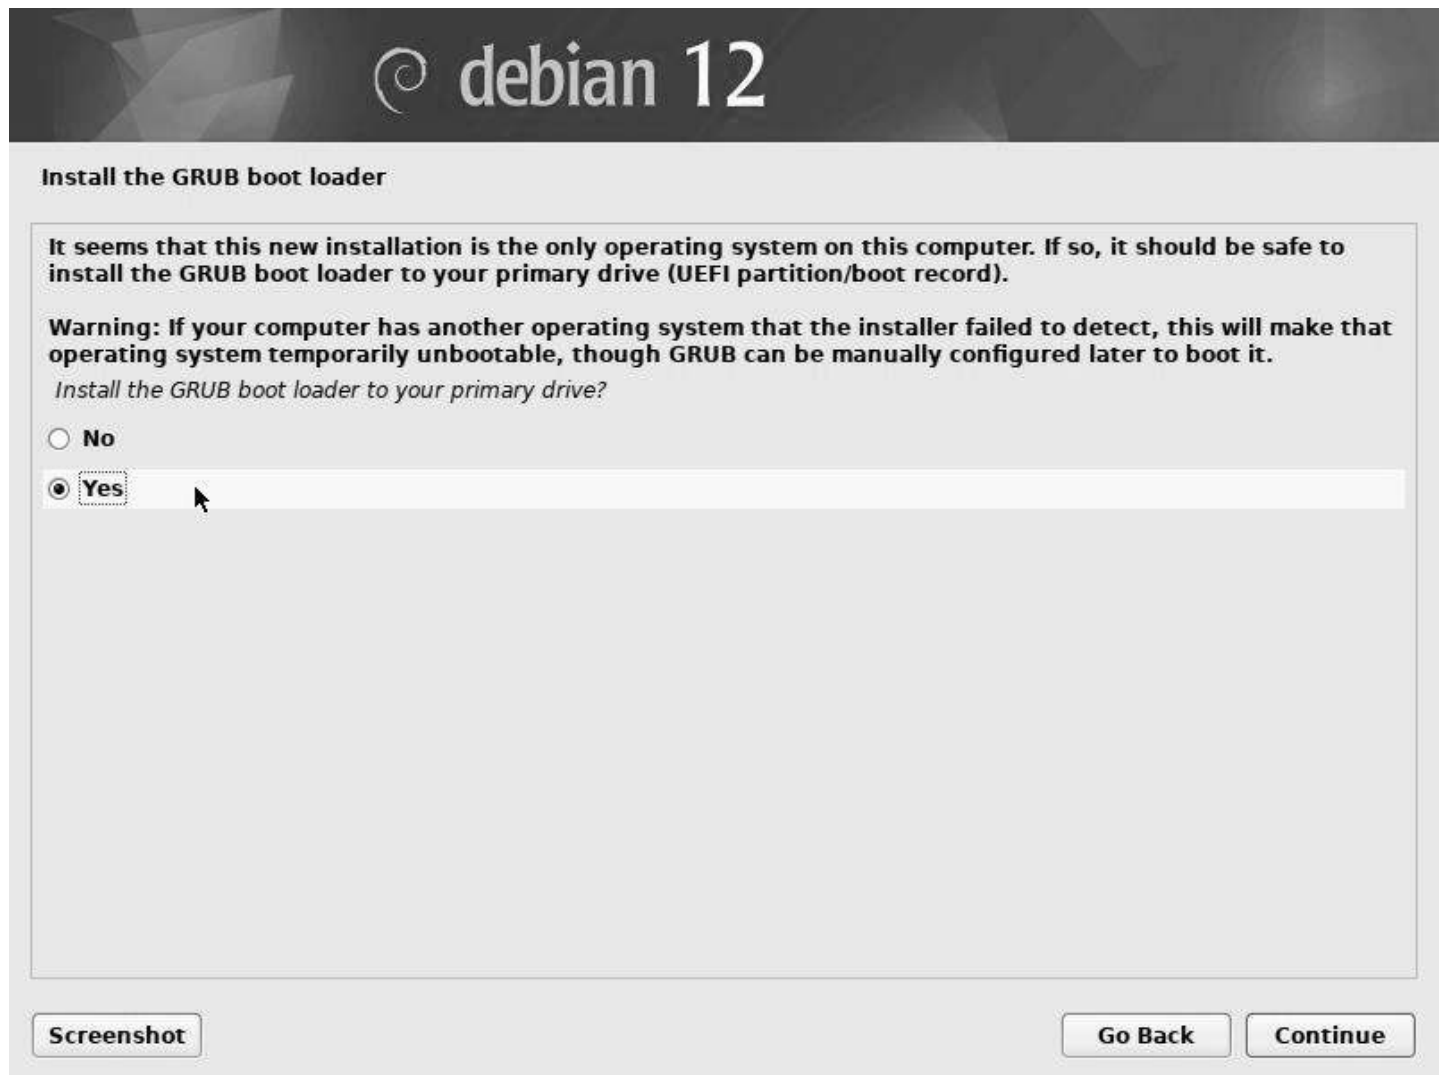 debian 12
Install the GRUB boot loader
It seems that this new installation is the only operating system on this computer. If so, it should be safe to
install the GRUB boot loader to your primary drive (UEFI partition/boot record).
Warning: If your computer has another operating system that the installer failed to detect, this will make that
operating system temporarily unbootable, though GRUB can be manually configured later to boot it.
Install the GRUB boot loader to your primary drive?
No
Yes
Screenshot
Go Back
Continue